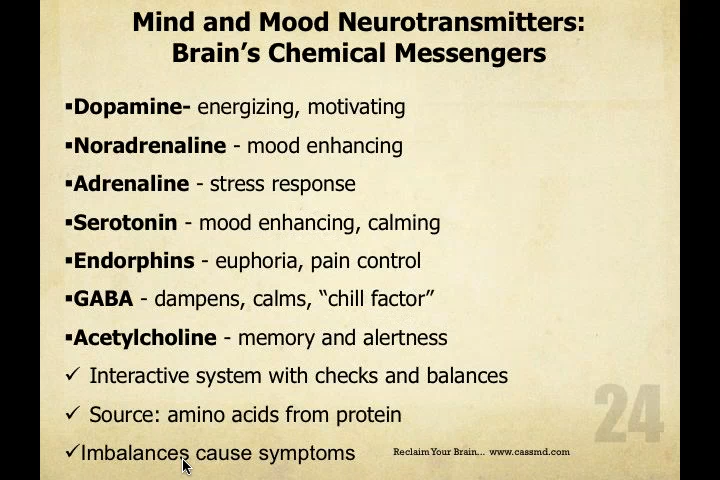 Mind and Mood Neurotransmitters:
Brain's Chemical Messengers
▪Dopamine- energizing, motivating
▪Noradrenaline - mood enhancing
▪Adrenaline - stress response
▪Serotonin - mood enhancing, calming
▪Endorphins - euphoria, pain control
▪GABA - dampens, calms, “chill factor”
▪Acetylcholine - memory and alertness
✓ Interactive system with checks and balances
✓ Source: amino acids from protein
✓Imbalances cause symptoms
Reclaim Your Brain... www.cassmd.com
24